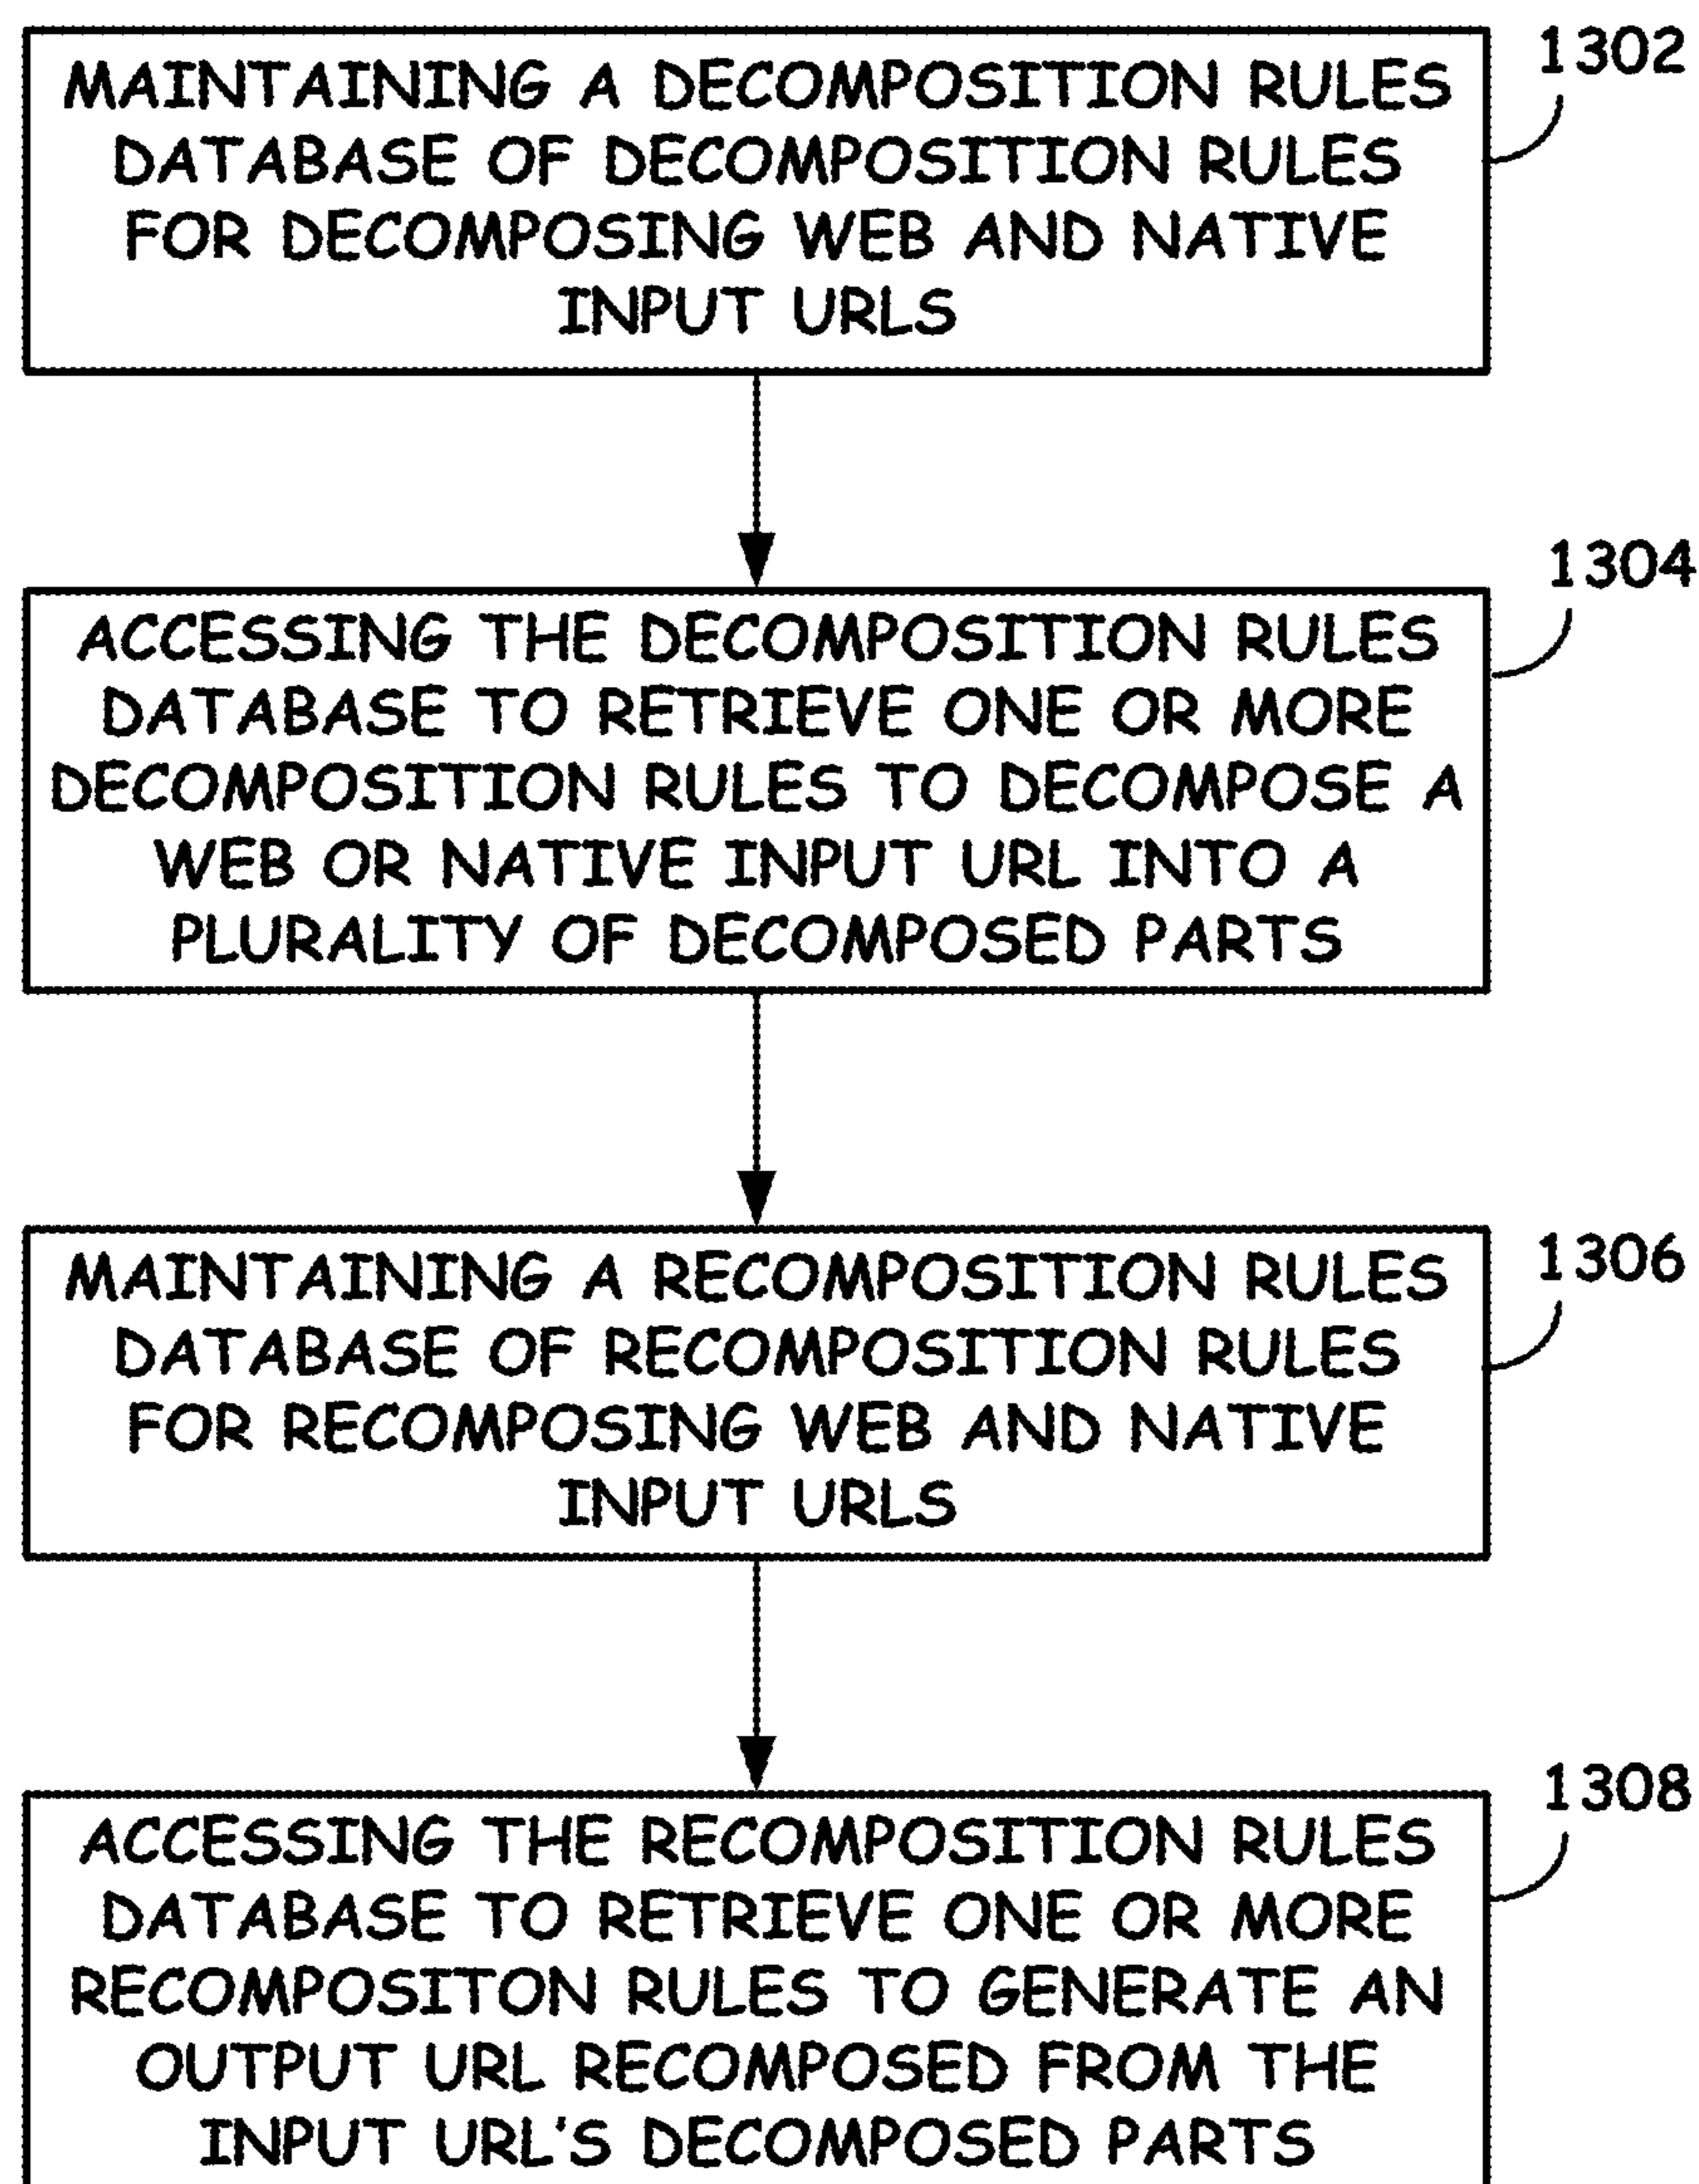 1302
MAINTAINING A DECOMPOSITION RULES
DATABASE OF DECOMPOSITION RULES
FOR DECOMPOSING WEB AND NATIVE
INPUT URLS
1304
ACCESSING THE DECOMPOSITION RULES
DATABASE TO RETRIEVE ONE OR MORE
DECOMPOSITION RULES TO DECOMPOSE A
WEB OR NATIVE INPUT URL INTO A
PLURALITY OF DECOMPOSED PARTS
1306
MAINTAINING A RECOMPOSITION RULES
DATABASE OF RECOMPOSITION RULES
FOR RECOMPOSING WEB AND NATIVE
INPUT URLS
1308
ACCESSING THE RECOMPOSITION RULES
DATABASE TO RETRIEVE ONE OR MORE
RECOMPOSITON RULES TO GENERATE AN
OUTPUT URL RECOMPOSED FROM THE
INPUT URL'S DECOMPOSED PARTS